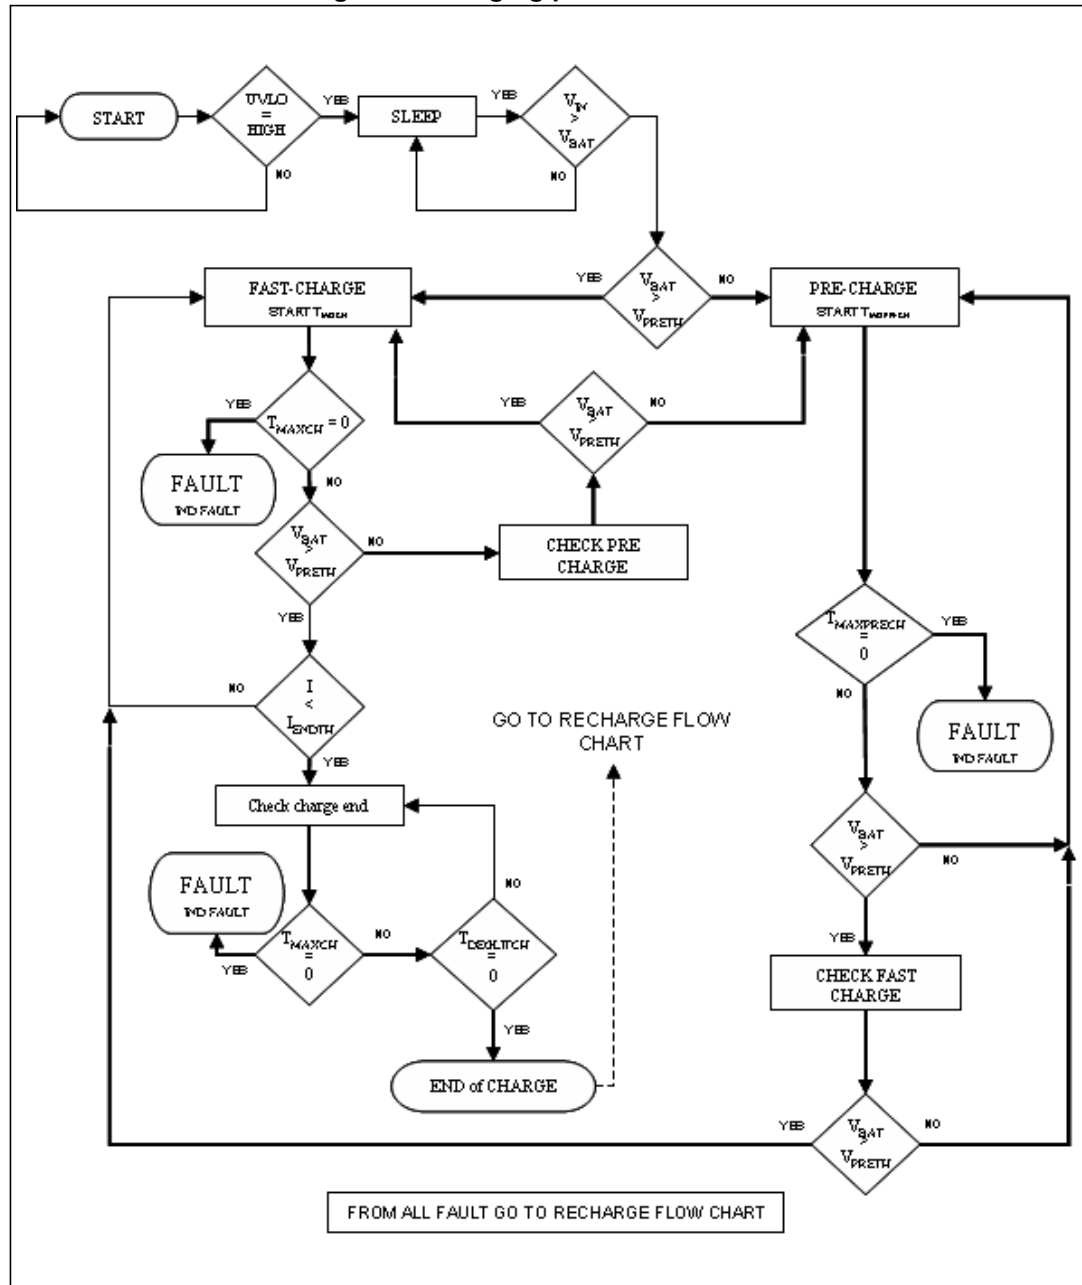 START
UVLO
=
HIGH
YES
NO
SLEEP
YES
V_IN
>
V_BAT
NO
FAST-CHARGE
START T_MAXCH
YES
V_BAT
>
V_PRETH
NO
PRE-CHARGE
START T_MAXPRECH
YES
T_MAXCH = 0
NO
FAULT
IND FAULT
YES
V_BAT
>
V_PRETH
NO
V_BAT
>
V_PRETH
NO
YES
CHECK PRE
CHARGE
T_MAXPRECH
=
0
YES
NO
FAULT
IND FAULT
NO
I
<
I_ENDTH
YES
GO TO RECHARGE FLOW
CHART
Check charge end
V_BAT
>
V_PRETH
NO
YES
FAULT
IND FAULT
T_MAXCH
=
0
YES
NO
T_DEGLITCH
=
0
NO
YES
CHECK FAST
CHARGE
END of CHARGE
YES
V_BAT
>
V_PRETH
NO
FROM ALL FAULT GO TO RECHARGE FLOW CHART